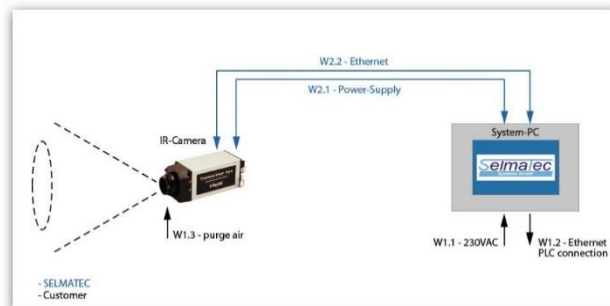 W2.2 - Ethernet
W2.1 - Power-Supply
IR-Camera
System-PC
Selmatec
W1.3 - purge air
W1.1 - 230VAC
W1.2 - Ethernet
PLC connection
- SELMATEC
- Customer